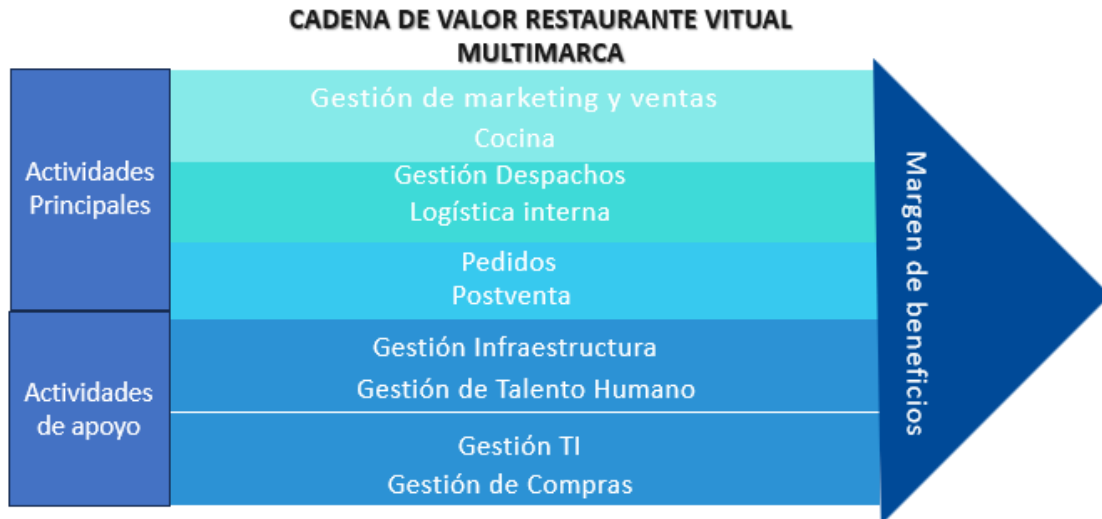 CADENA DE VALOR RESTAURANTE VITUAL
MULTIMARCA
Actividades
Principales
Gestión de marketing y ventas
Cocina
Gestión Despachos
Logística interna
Pedidos
Postventa
Actividades
de apoyo
Gestión Infraestructura
Gestión de Talento Humano
Gestión TI
Gestión de Compras
Margen de beneficios